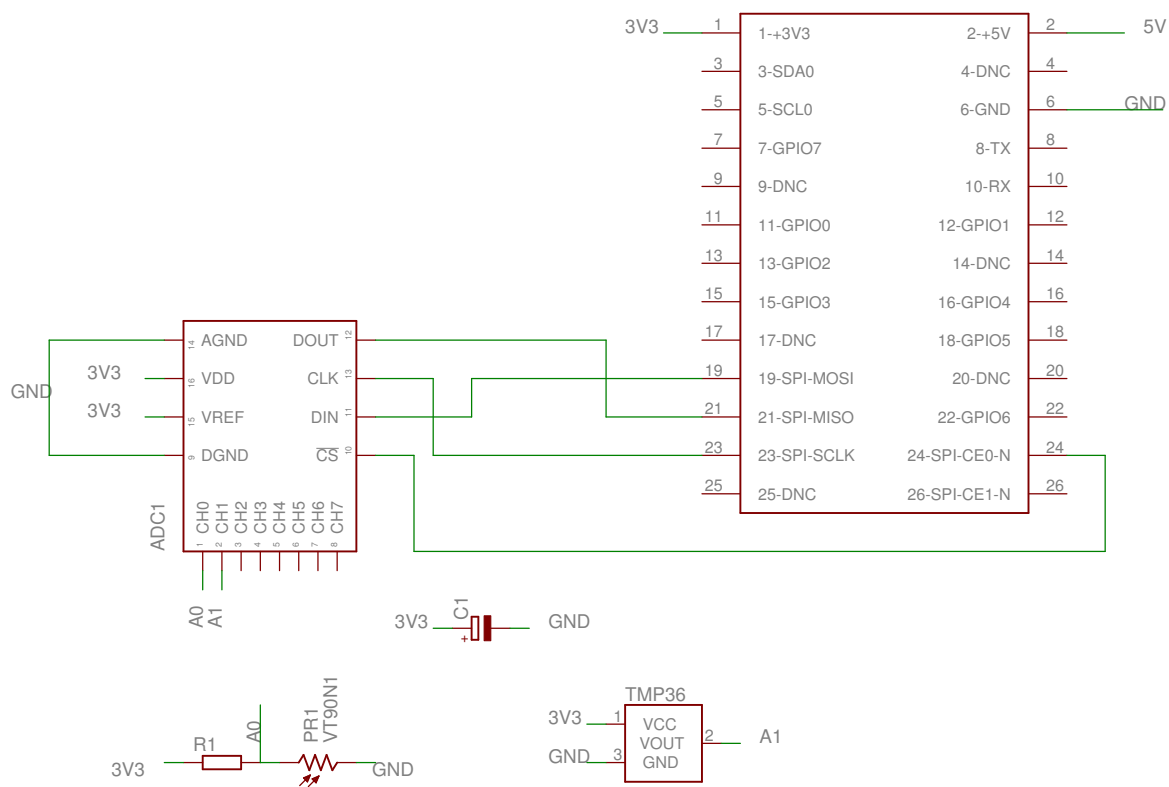 3V3 1 1-+3V3 2-+5V 2 5V
3 3-SDA0 4-DNC 4
5 5-SCL0 6-GND 6 GND
7 7-GPIO7 8-TX 8
9 9-DNC 10-RX 10
11 11-GPIO0 12-GPIO1 12
13 13-GPIO2 14-DNC 14
15 15-GPIO3 16-GPIO4 16
17 17-DNC 18-GPIO5 18
19 19-SPI-MOSI 20-DNC 20
21 21-SPI-MISO 22-GPIO6 22
23 23-SPI-SCLK 24-SPI-CE0-N 24
25 25-DNC 26-SPI-CE1-N 26
14 AGND DOUT 12
3V3 16 VDD CLK 13
GND
3V3 15 VREF DIN 11
9 DGND CS 10
ADC1
CH0 CH1 CH2 CH3 CH4 CH5 CH6 CH7
1 2 3 4 5 6 7 8
A0 A1
3V3 C1 + GND
3V3 R1 A0 PR1 VT90N1 GND
TMP36
3V3 1 VCC
VOUT 2 A1
GND 3 GND